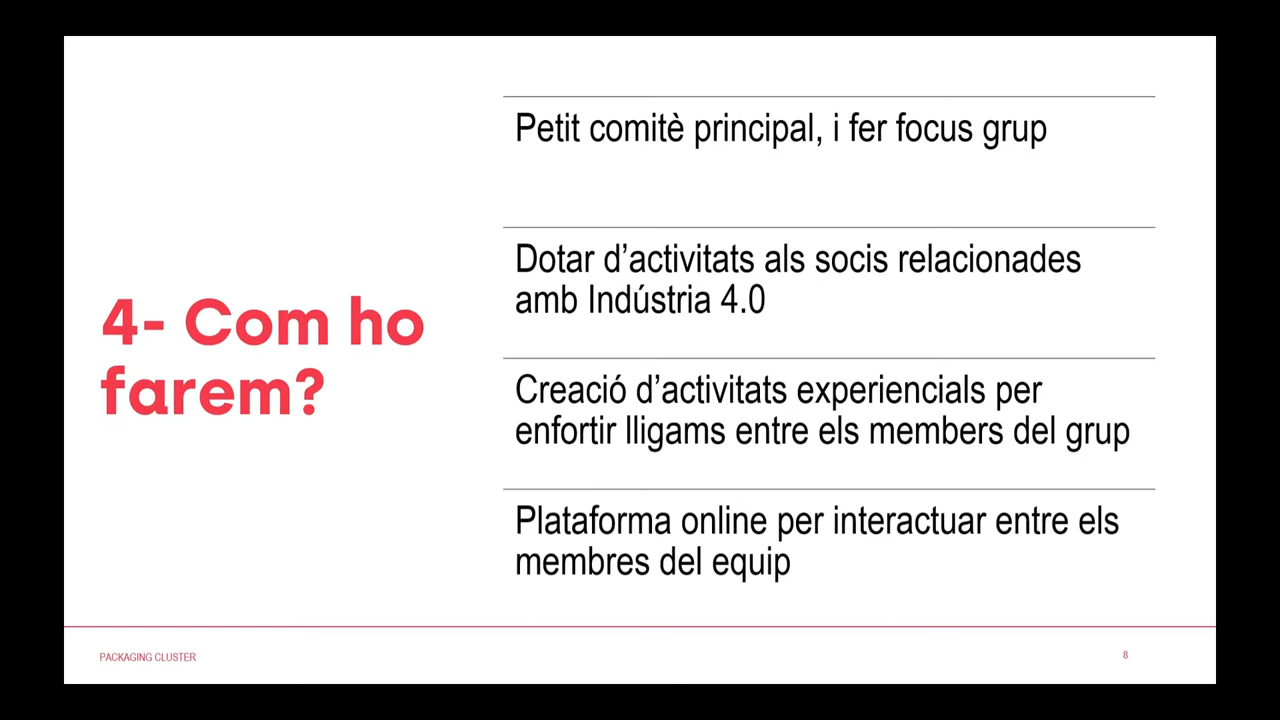 4- Com ho
farem?
Petit comitè principal, i fer focus grup
Dotar d’activitats als socis relacionades
amb Indústria 4.0
Creació d’activitats experiencials per
enfortir lligams entre els members del grup
Plataforma online per interactuar entre els
membres del equip
PACKAGING CLUSTER
8